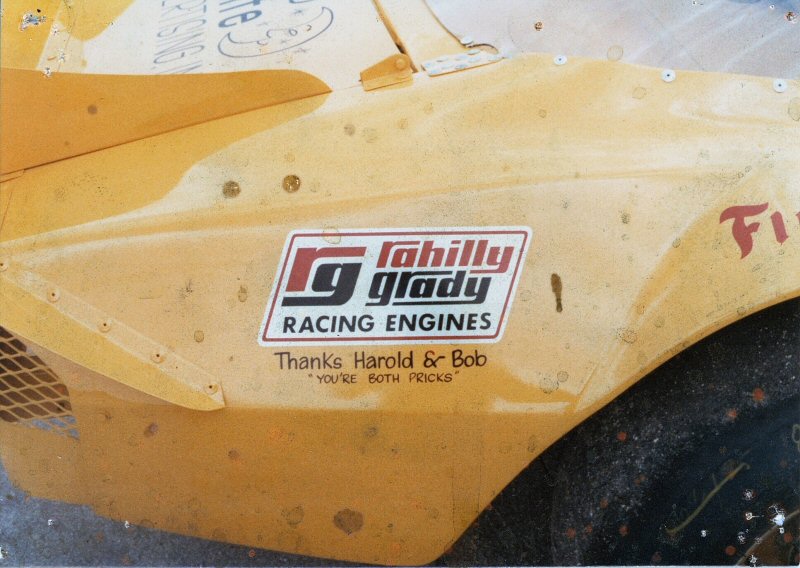 rg
rahilly
grady
RACING ENGINES
Thanks Harold & Bob
"YOU'RE BOTH PRICKS"